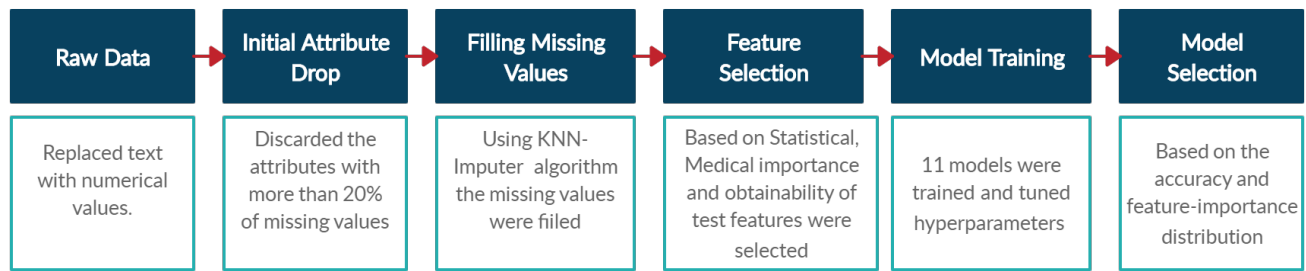 Raw Data
Initial Attribute
Drop
Filling Missing
Values
Feature
Selection
Model Training
Model
Selection
Replaced text
with numerical
values.
Discarded the
attributes with
more than 20%
of missing values
Using KNN-
Imputer algorithm
the missing values
were fiilled
Based on Statistical,
Medical importance
and obtainability of
test features were
selected
11 models were
trained and tuned
hyperparameters
Based on the
accuracy and
feature-importance
distribution